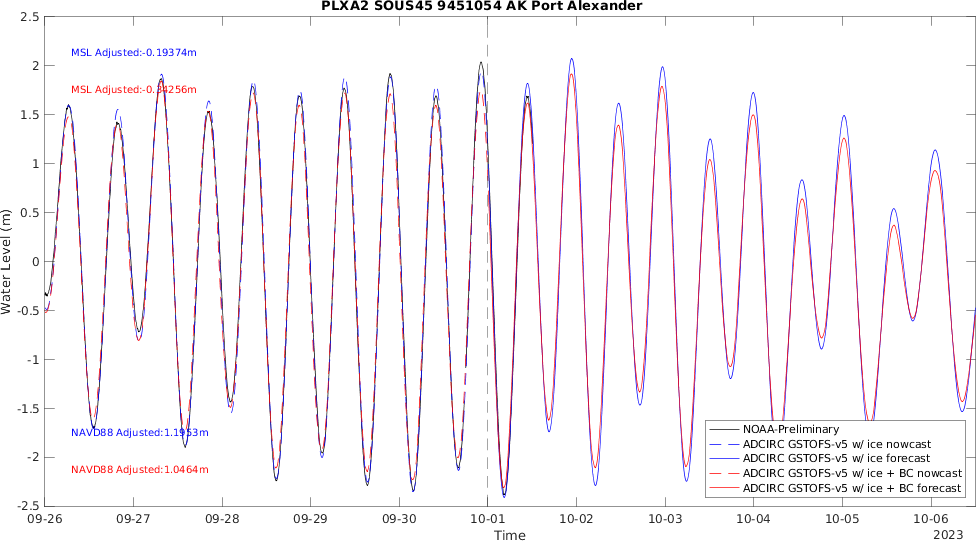 PLXA2 SOUS45 9451054 AK Port Alexander
2.5
2
1.5
1
0.5
0
-0.5
-1
-1.5
-2
-2.5
Water Level (m)
MSL Adjusted:-0.19374m
MSL Adjusted:-0.34256m
NAVD88 Adjusted:1.1953m
NAVD88 Adjusted:1.0464m
NOAA-Preliminary
ADCIRC GSTOFS-v5 w/ ice nowcast
ADCIRC GSTOFS-v5 w/ ice forecast
ADCIRC GSTOFS-v5 w/ ice + BC nowcast
ADCIRC GSTOFS-v5 w/ ice + BC forecast
09-26 09-27 09-28 09-29 09-30 10-01 10-02 10-03 10-04 10-05 10-06
Time
2023